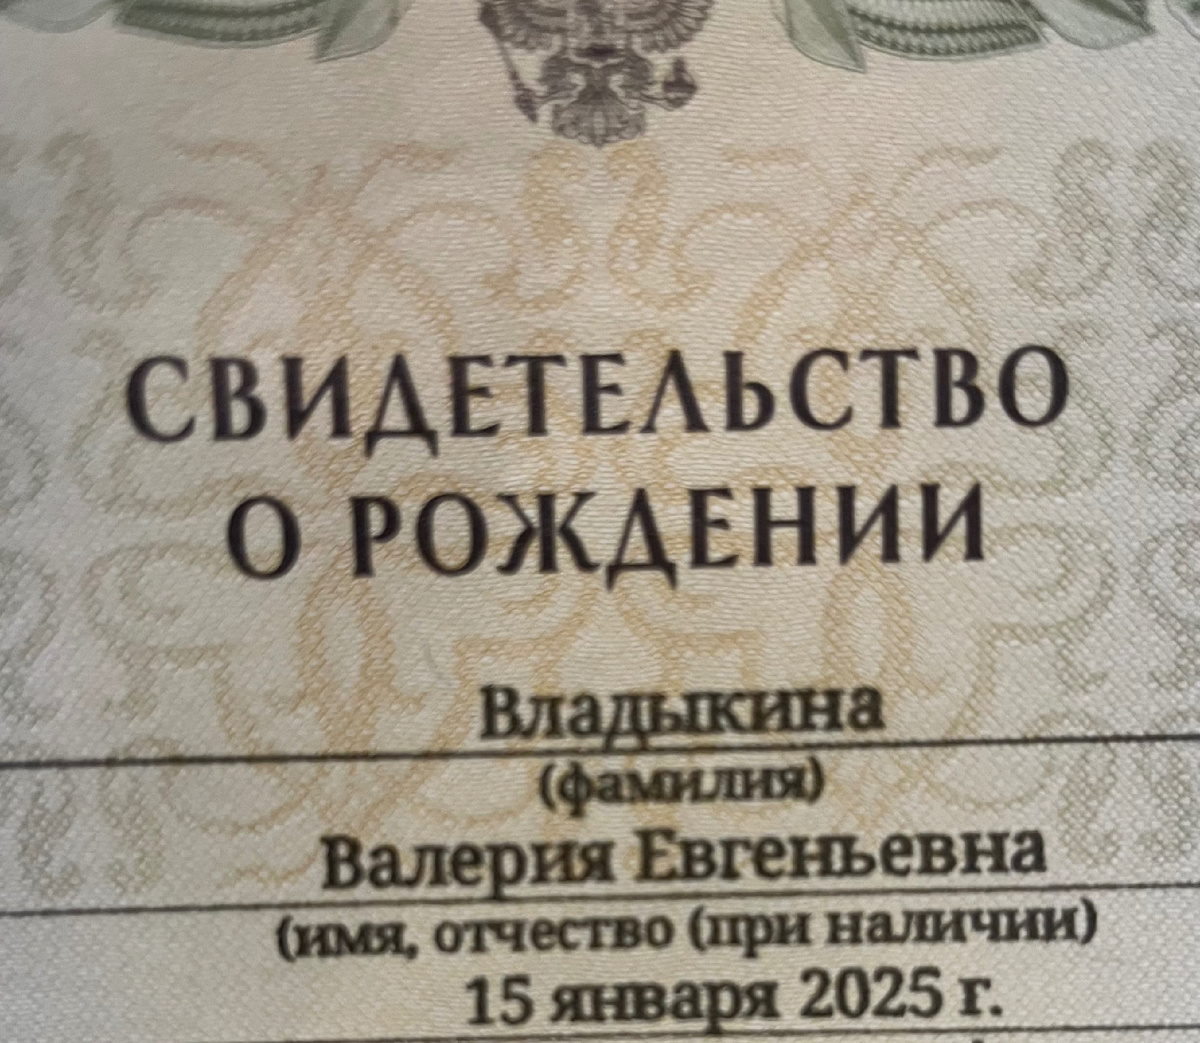 СВИДЕТЕЛЬСТВО
О РОЖДЕНИИ
Владыкина
(фамилия)
Валерия Евгеньевна
(имя, отчество (при наличии)
15 января 2025 г.